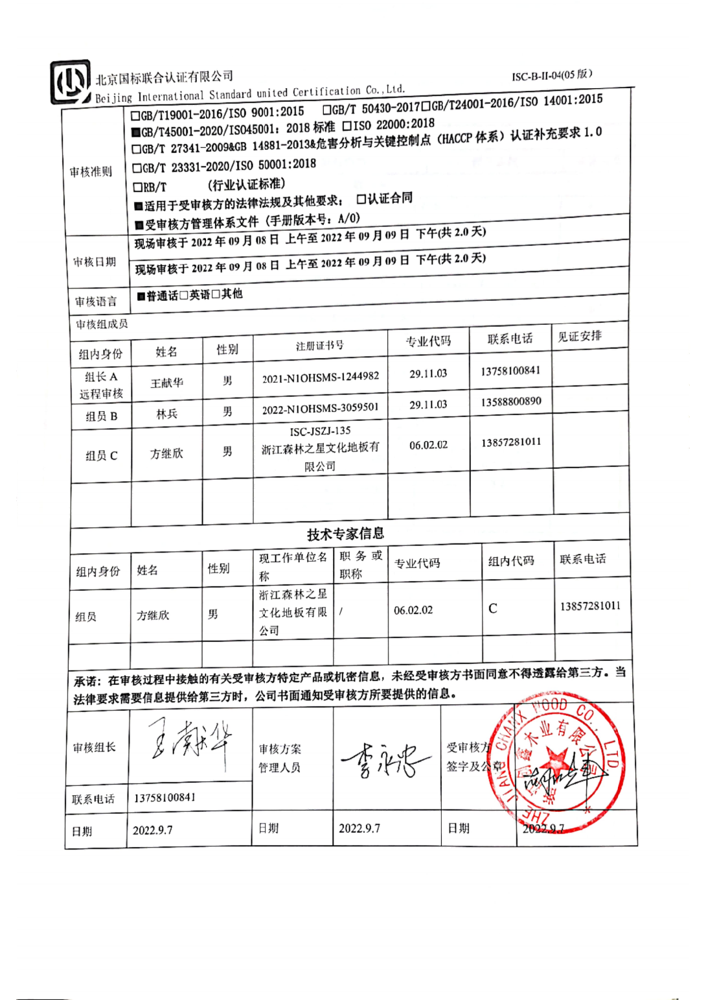 北京国标联合认证有限公司
ISC-B-II-04(05 版)
Beijing International Standard united Certification Co.,Ltd.
审核准则
□GB/T19001-2016/ISO 9001:2015 □GB/T 50430-2017□GB/T24001-2016/ISO 14001:2015
■GB/T45001-2020/ISO45001: 2018 标准 □ISO 22000:2018
□GB/T 27341-2009&GB 14881-2013&危害分析与关键控制点（HACCP 体系）认证补充要求 1.0
□GB/T 23331-2020/ISO 50001:2018
□RB/T （行业认证标准）
■适用于受审核方的法律法规及其他要求； □认证合同
■受审核方管理体系文件（手册版本号：A/0）
审核日期
现场审核于 2022 年 09 月 08 日 上午至 2022 年 09 月 09 日 下午(共 2.0 天)
现场审核于 2022 年 09 月 08 日 上午至 2022 年 09 月 09 日 下午(共 2.0 天)
审核语言 ■普通话□英语□其他
审核组成员
组内身份 姓名 性别 注册证书号 专业代码 联系电话 见证安排
组长 A
远程审核 王献华 男 2021-N1OHSMS-1244982 29.11.03 13758100841
组员 B 林兵 男 2022-N1OHSMS-3059501 29.11.03 13588800890
组员 C 方继欣 男 ISC-JSZJ-135 06.02.02 13857281011
浙江森林之星文化地板有
限公司
技术专家信息
组内身份 姓名 性别 现工作单位名 职 务 或 专业代码 组内代码 联系电话
称 职称
组员 方继欣 男 浙江森林之星 / 06.02.02 C 13857281011
文化地板有限
公司
承诺：在审核过程中接触的有关受审核方特定产品或机密信息，未经受审核方书面同意不得透露给第三方。当
法律要求需要信息提供给第三方时，公司书面通知受审核方所要提供的信息。
审核组长 王献华
审核方案
管理人员 李永忠
受审核方
签字及公章
ZHE JIANG CHANX WOOD CO., LTD.
鑫木业有限公司
联系电话 13758100841
日期 2022.9.7 日期 2022.9.7 日期 2022.9.7